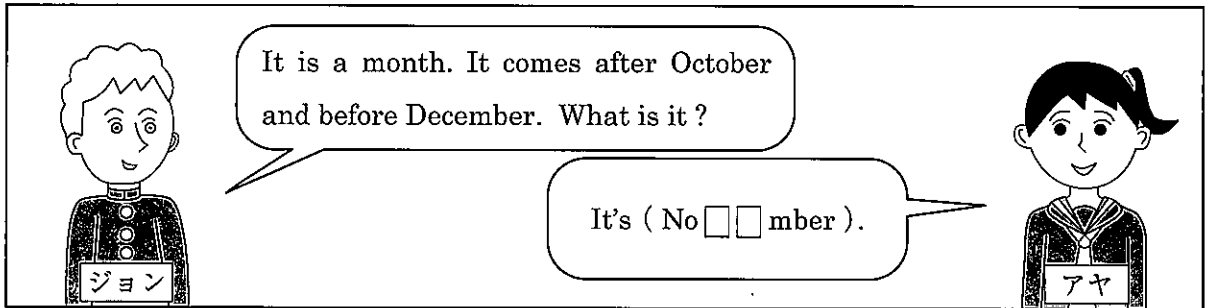 It is a month. It comes after October
and before December. What is it ?
It's ( No□□mber ).
ジョン
アヤ